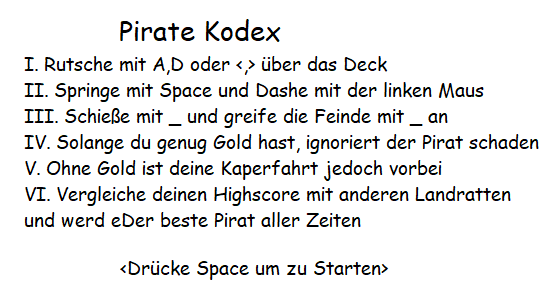 Pirate Kodex
I. Rutsche mit A,D oder <,> über das Deck
II. Springe mit Space und Dashe mit der linken Maus
III. Schieße mit _ und greife die Feinde mit _ an
IV. Solange du genug Gold hast, ignoriert der Pirat schaden
V. Ohne Gold ist deine Kaperfahrt jedoch vorbei
VI. Vergleiche deinen Highscore mit anderen Landratten
und werd eDer beste Pirat aller Zeiten
<Drücke Space um zu Starten>